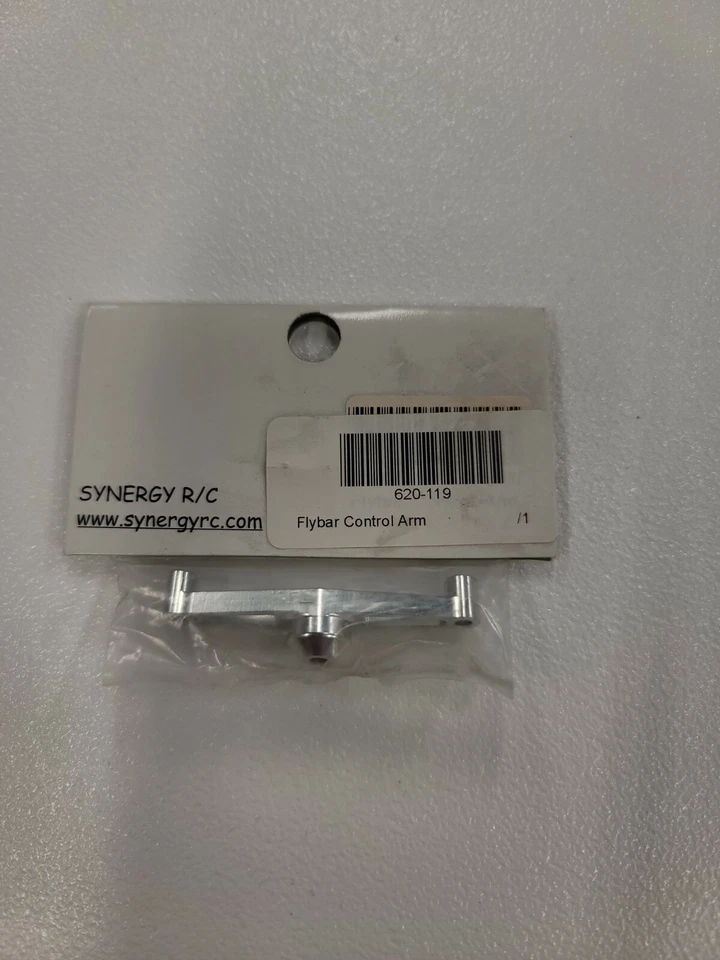 SYNERGY R/C
www.synergyrc.com
620-119
Flybar Control Arm /1